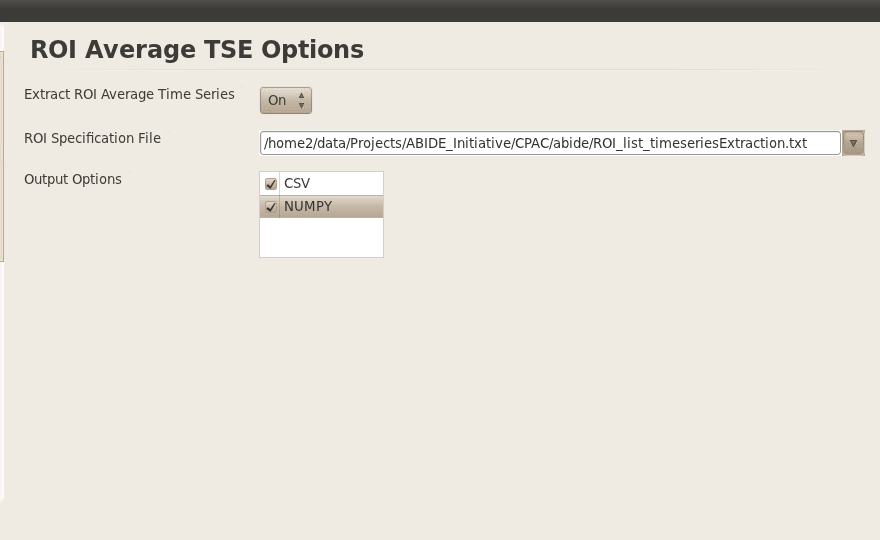 ROI Average TSE Options
Extract ROI Average Time Series
On
ROI Specification File
/home2/data/Projects/ABIDE_Initiative/CPAC/abide/ROI_list_timeseriesExtraction.txt
Output Options
CSV
NUMPY